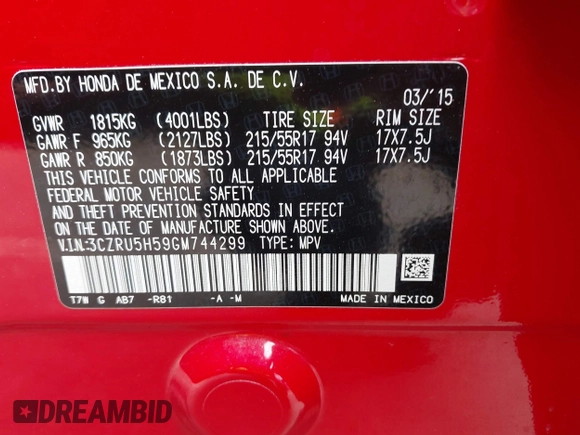 MFD.BY HONDA DE MEXICO S.A. DE C.V.
03/'15
GVWR 1815KG (4001LBS) TIRE SIZE RIM SIZE
GAWR F 965KG (2127LBS) 215/55R17 94V 17X7.5J
GAWR R 850KG (1873LBS) 215/55R17 94V 17X7.5J
THIS VEHICLE CONFORMS TO ALL APPLICABLE
FEDERAL MOTOR VEHICLE SAFETY
AND THEFT PREVENTION STANDARDS IN EFFECT
ON THE DATE OF MANUFACTURE SHOWN ABOVE.
V.I.N:3CZRU5H59GM744299 TYPE: MPV
T7W G AB7 -R81 -A -M MADE IN MEXICO
DREAMBID